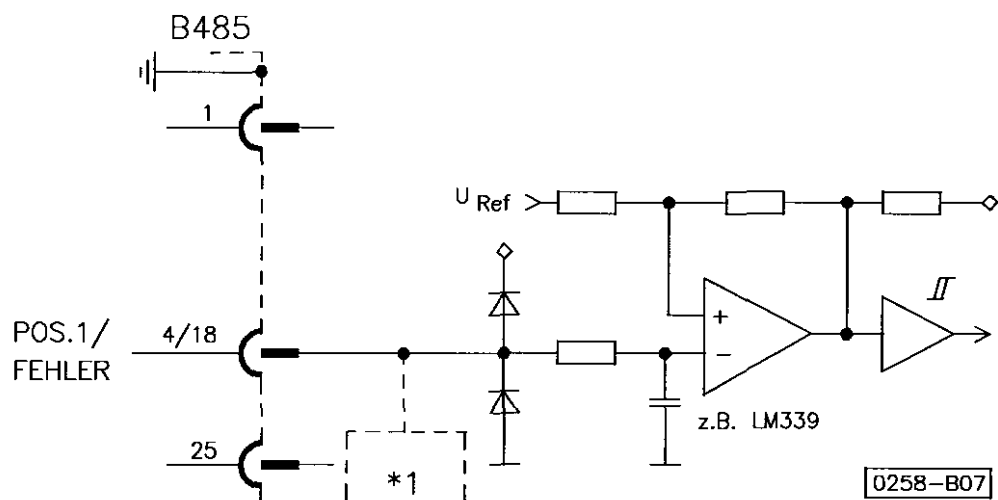 B485
1
U Ref
POS.1/
FEHLER
4/18
+
−
z.B. LM339
25
*1
0258-B07